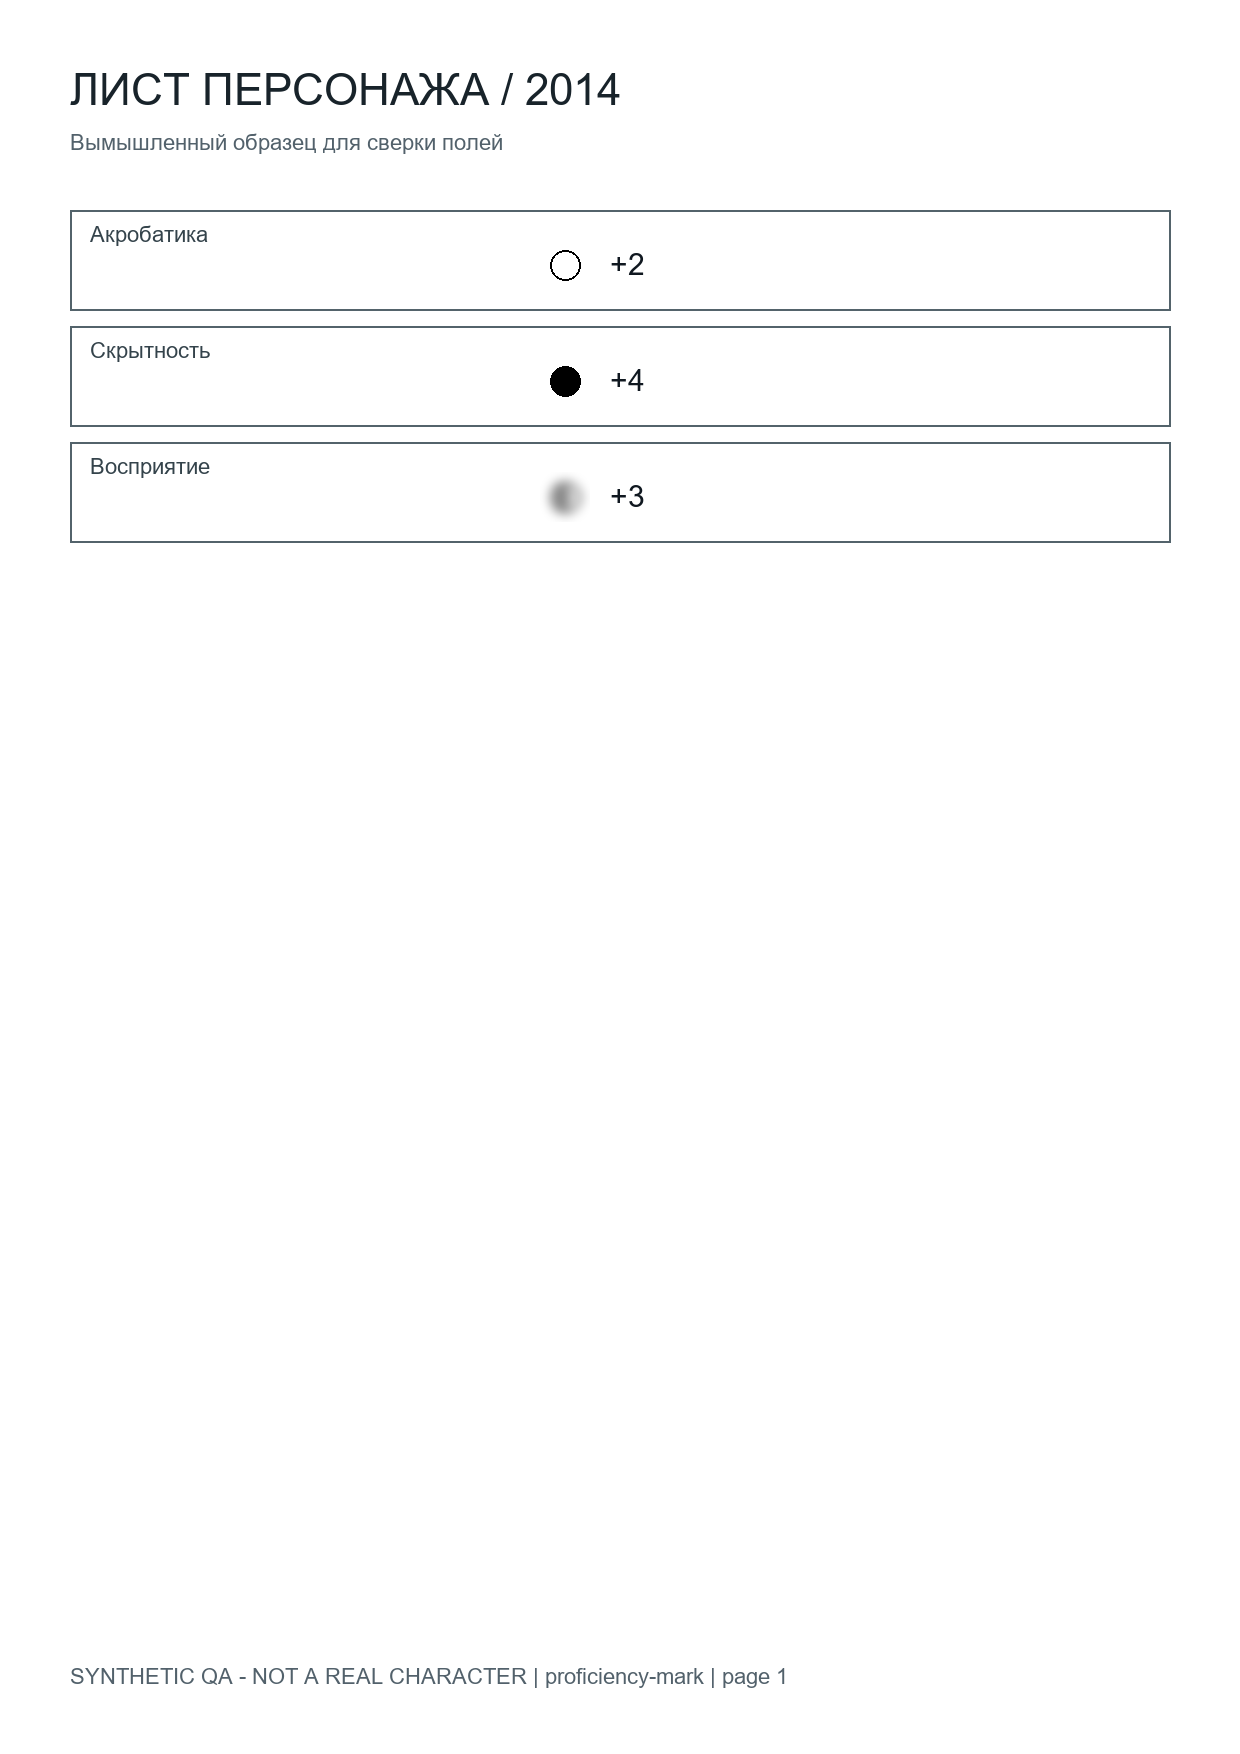 ЛИСТ ПЕРСОНАЖА / 2014
Вымышленный образец для сверки полей
Акробатика
+2
Скрытность
+4
Восприятие
+3
SYNTHETIC QA - NOT A REAL CHARACTER | proficiency-mark | page 1